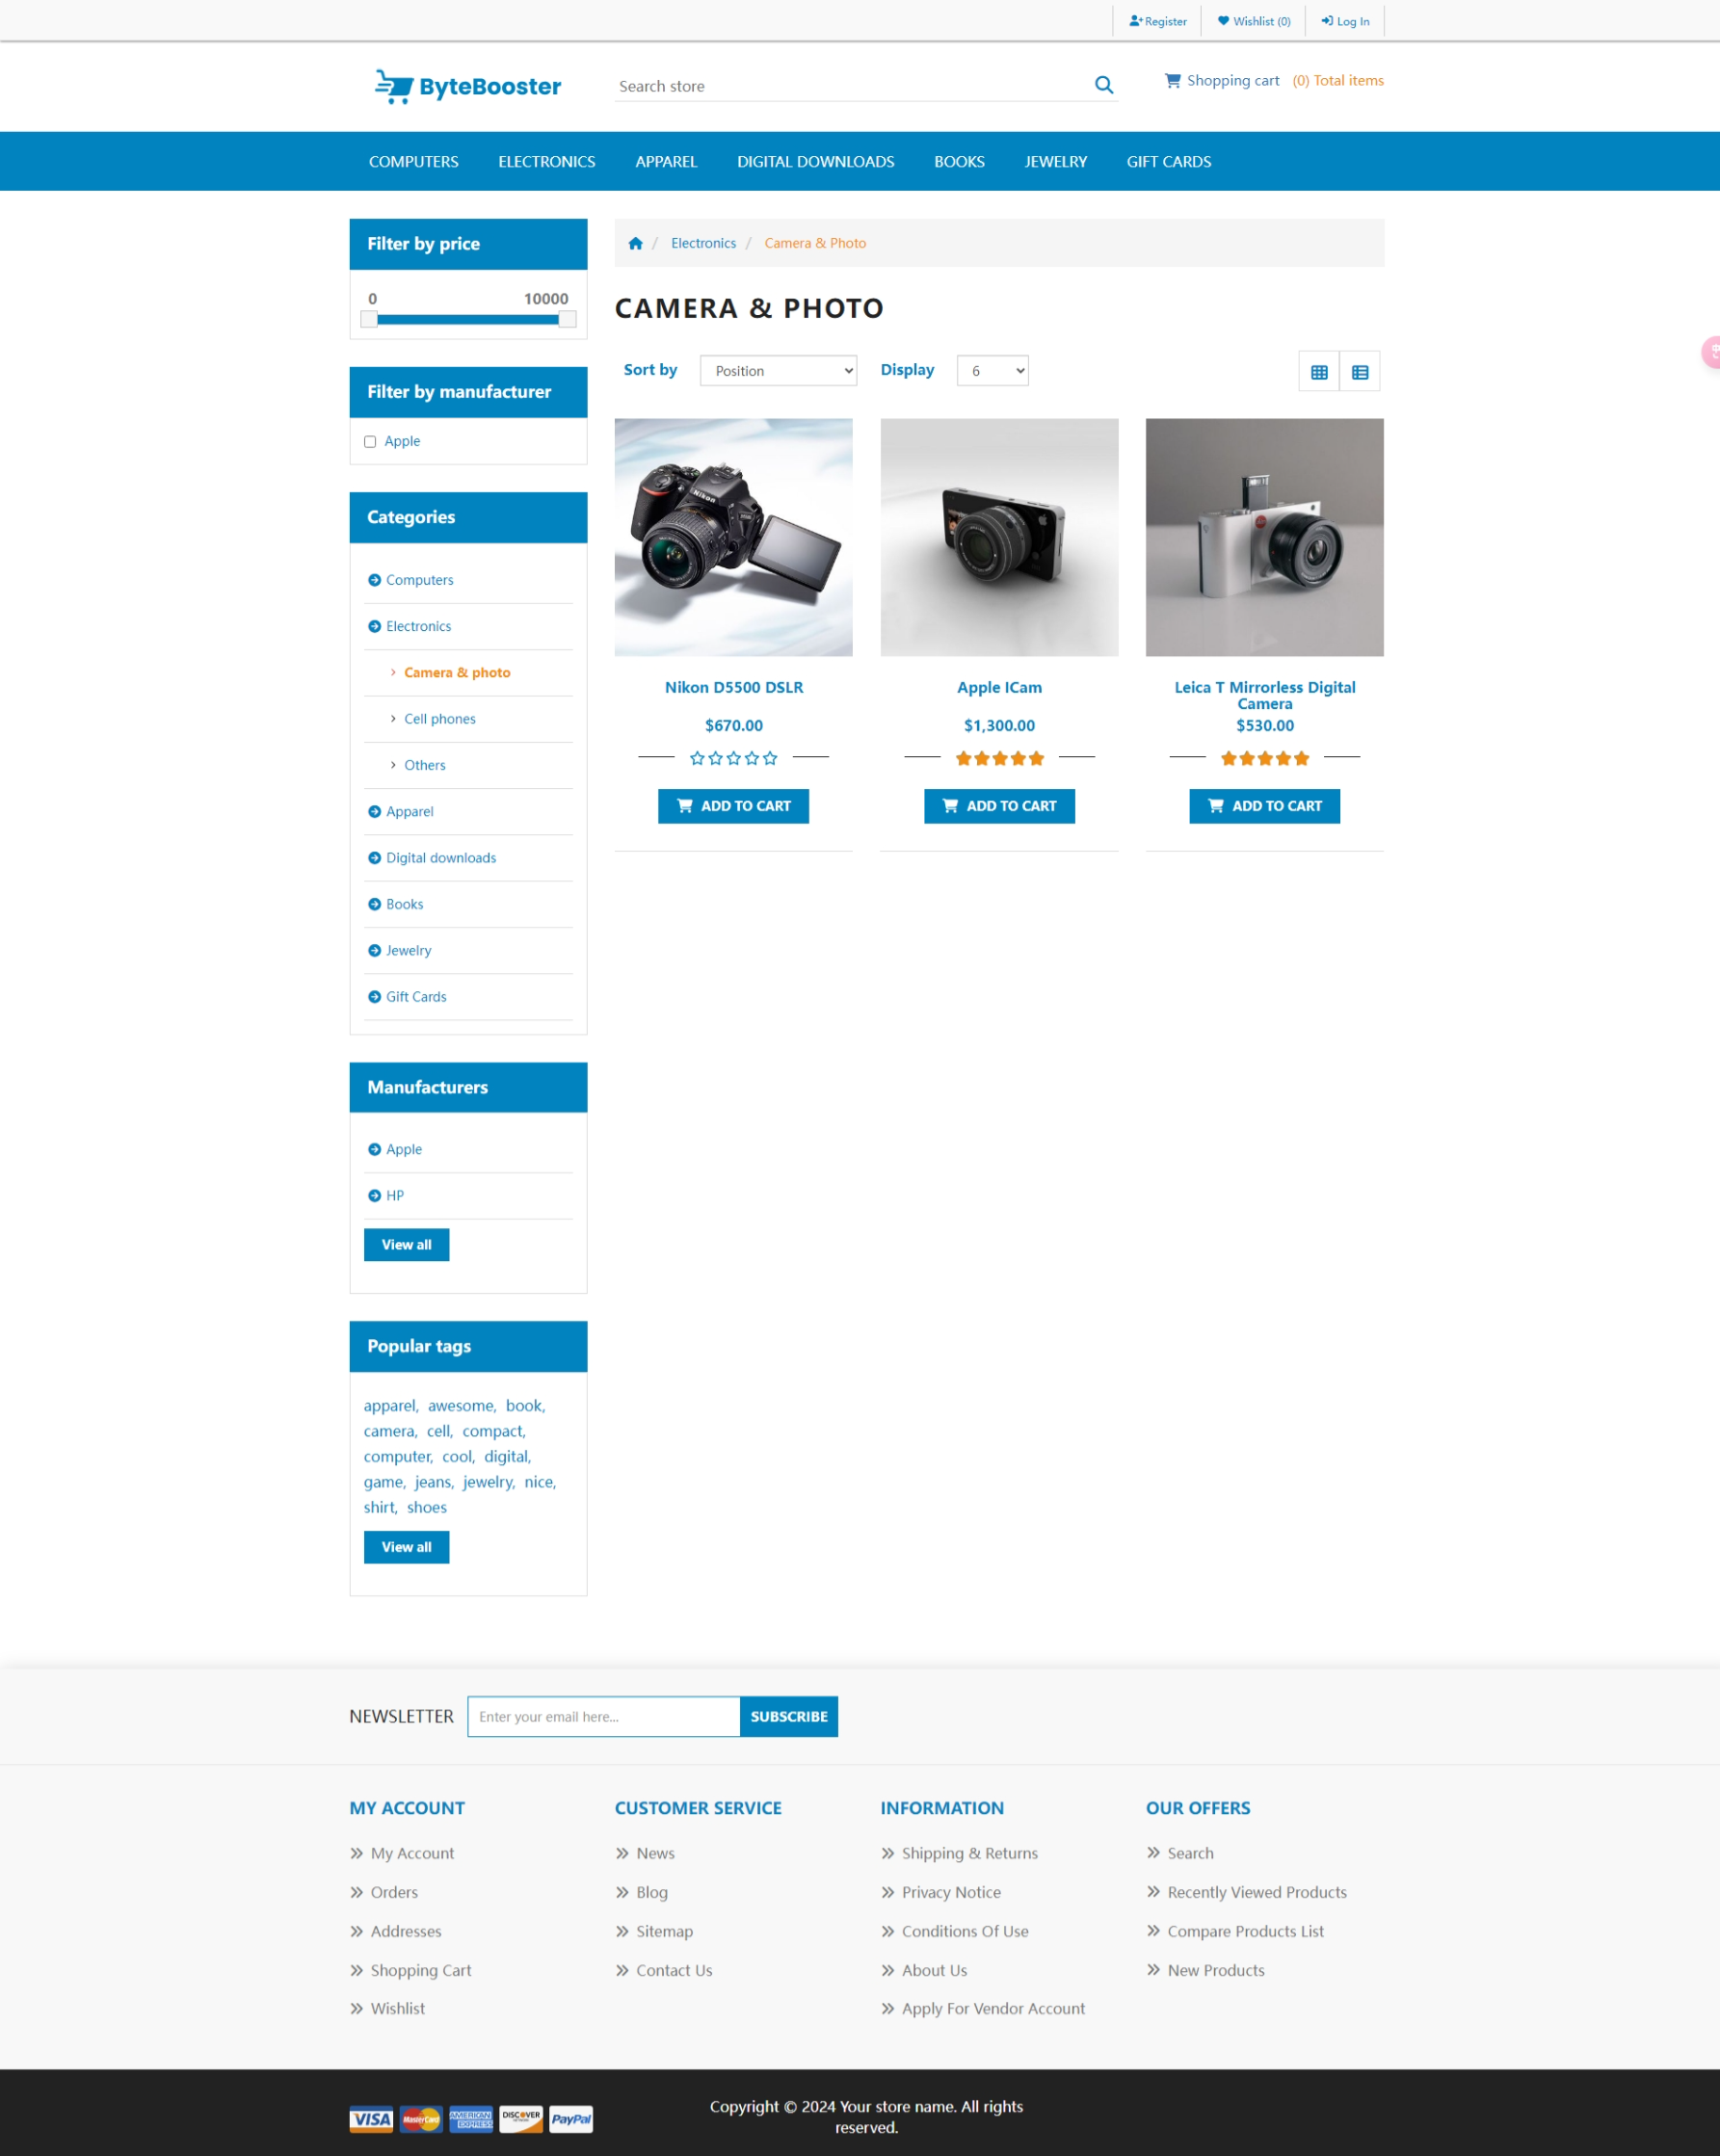 Register
Wishlist (0)
Log In
ByteBooster
Search store
Shopping cart (0) Total items
COMPUTERS
ELECTRONICS
APPAREL
DIGITAL DOWNLOADS
BOOKS
JEWELRY
GIFT CARDS
Filter by price
0
10000
Filter by manufacturer
Apple
Categories
Computers
Electronics
Camera & photo
Cell phones
Others
Apparel
Digital downloads
Books
Jewelry
Gift Cards
Manufacturers
Apple
HP
View all
Popular tags
apparel, awesome, book,
camera, cell, compact,
computer, cool, digital,
game, jeans, jewelry, nice,
shirt, shoes
View all
/ Electronics / Camera & Photo
CAMERA & PHOTO
Sort by
Position
Display
6
Nikon
Nikon D5500 DSLR
$670.00
ADD TO CART
Apple ICam
$1,300.00
ADD TO CART
Leica T Mirrorless Digital
Camera
$530.00
ADD TO CART
NEWSLETTER
Enter your email here...
SUBSCRIBE
MY ACCOUNT
My Account
Orders
Addresses
Shopping Cart
Wishlist
CUSTOMER SERVICE
News
Blog
Sitemap
Contact Us
INFORMATION
Shipping & Returns
Privacy Notice
Conditions Of Use
About Us
Apply For Vendor Account
OUR OFFERS
Search
Recently Viewed Products
Compare Products List
New Products
VISA
MasterCard
AMERICAN
EXPRESS
DISCOVER
PayPal
Copyright © 2024 Your store name. All rights
reserved.